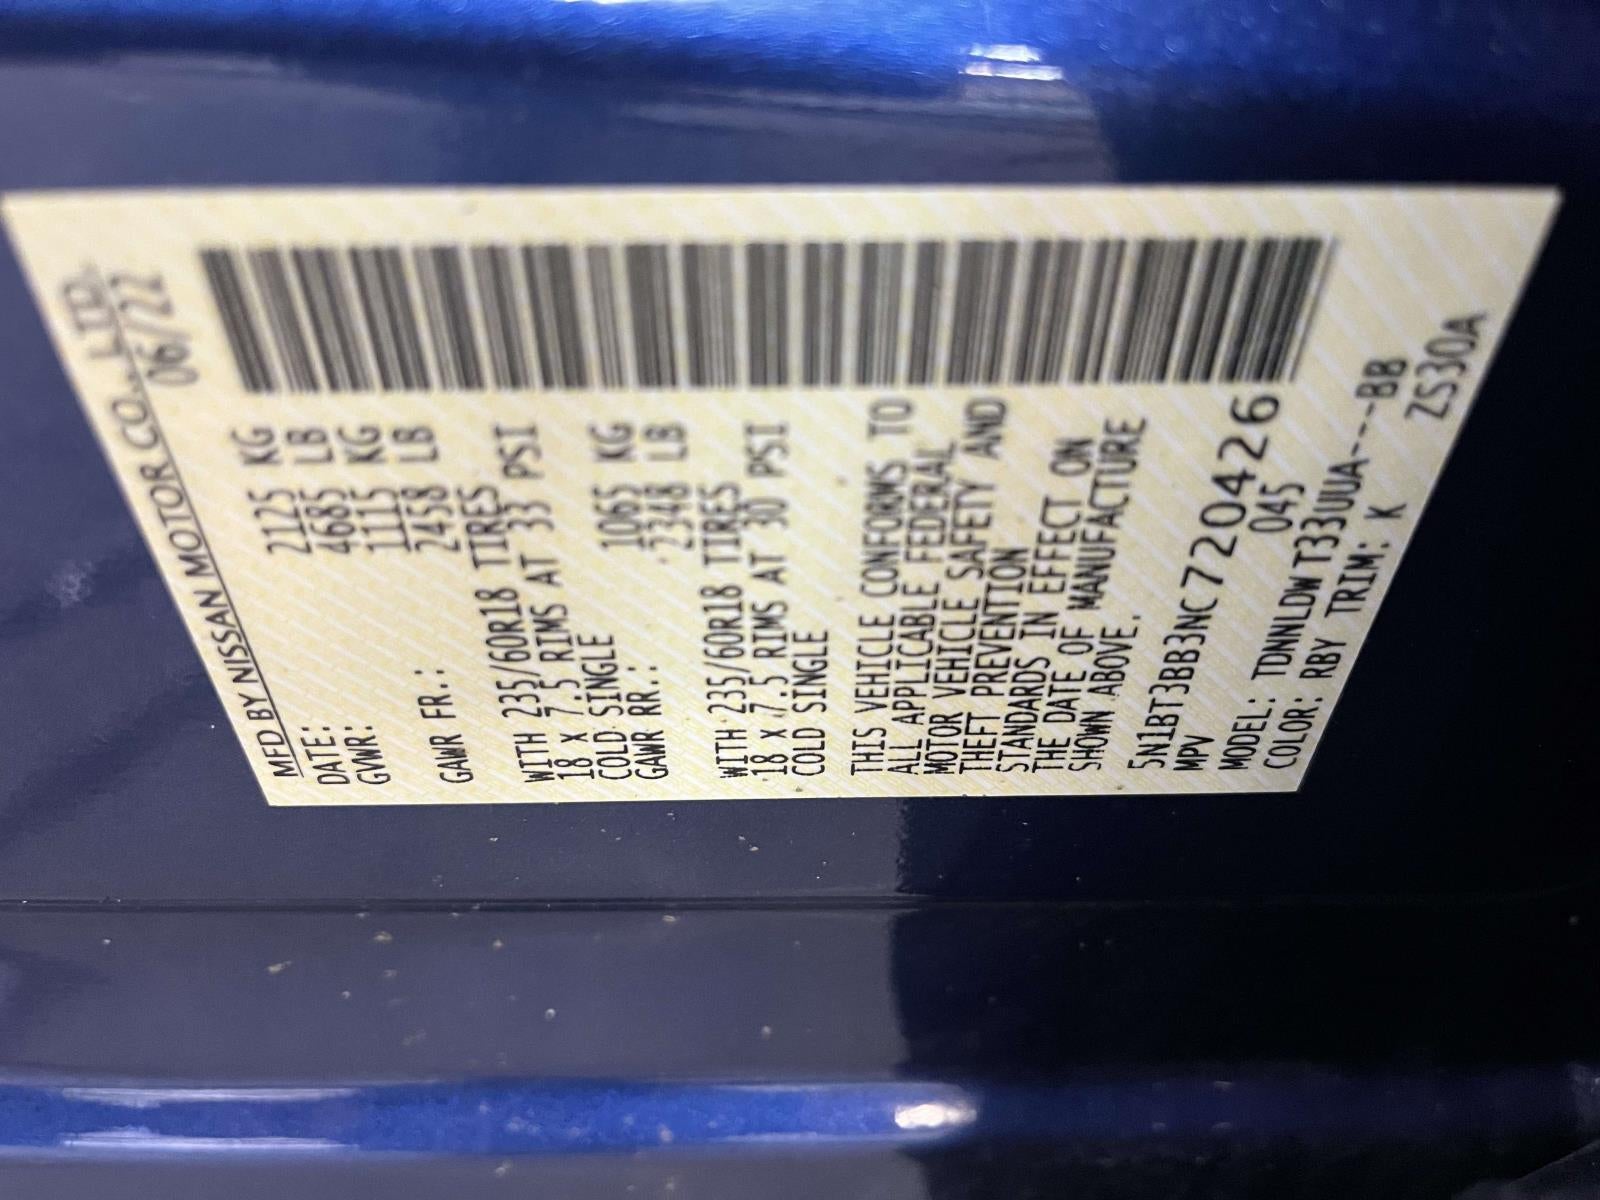 MFD BY NISSAN MOTOR CO., LTD.
DATE: 06/22
GVWR: 2125 KG
4685 LB
1115 KG
GAWR FR.: 2458 LB
WITH 235/60R18 TIRES
18 x 7.5 RIMS AT 33 PSI
COLD SINGLE
GAWR RR.: 1065 KG
2348 LB
WITH 235/60R18 TIRES
18 x 7.5 RIMS AT 30 PSI
COLD SINGLE
THIS VEHICLE CONFORMS TO
ALL APPLICABLE FEDERAL
MOTOR VEHICLE SAFETY AND
THEFT PREVENTION
STANDARDS IN EFFECT ON
THE DATE OF MANUFACTURE
SHOWN ABOVE.
5N1BT3BB3NC720426
MPV 045
MODEL: TDNNLDW T33UUA---BB
COLOR: RBY TRIM: K
ZS30A